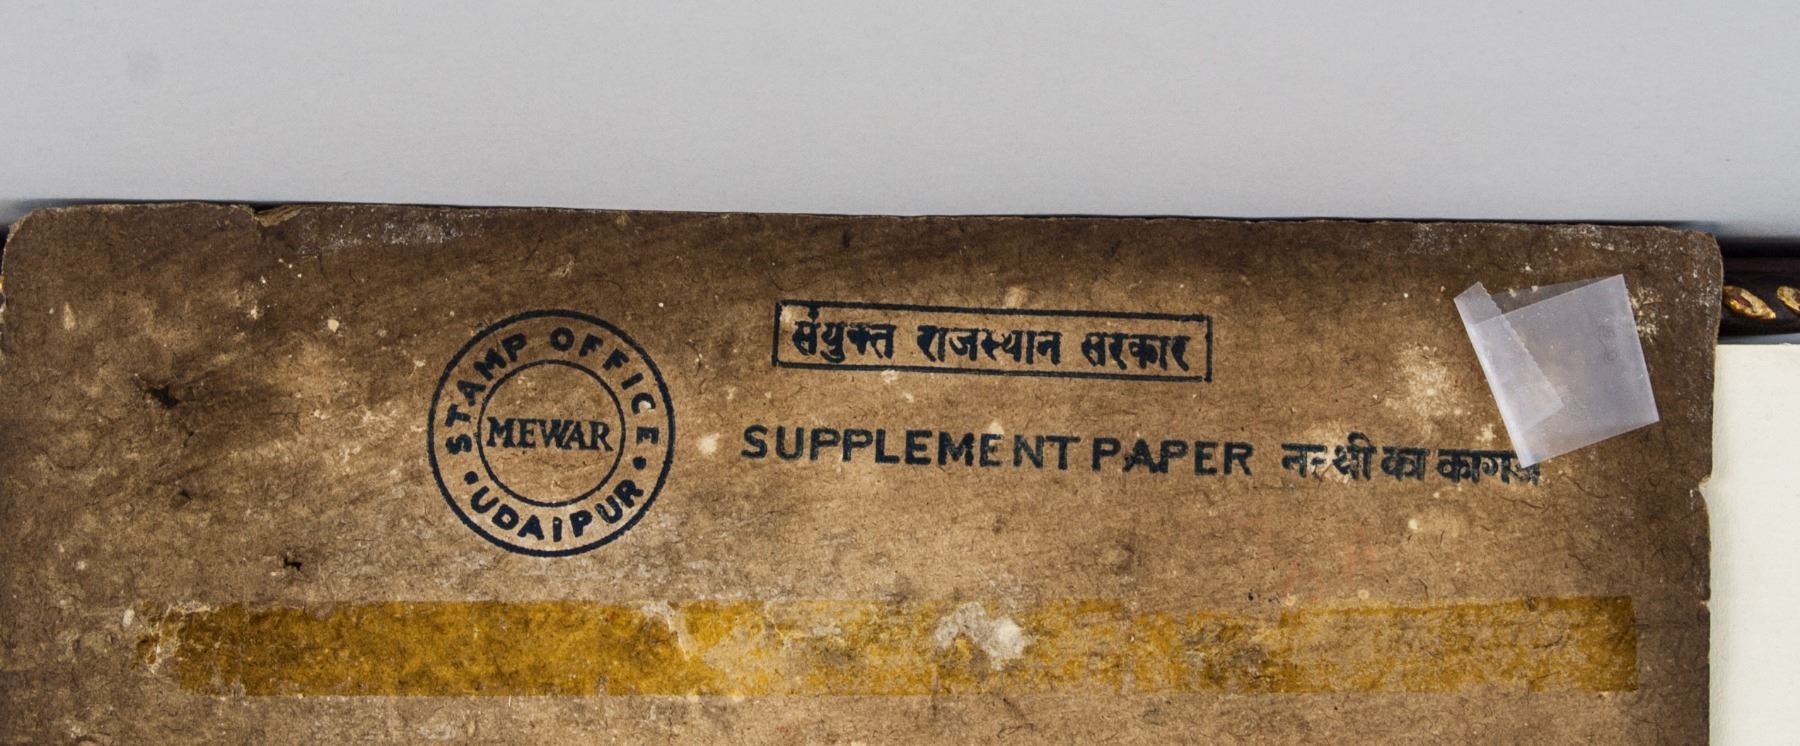 संयुक्त राजस्थान सरकार
STAMP OFFICE
MEWAR
UDAIPUR
SUPPLEMENT PAPER नत्थी का कागज